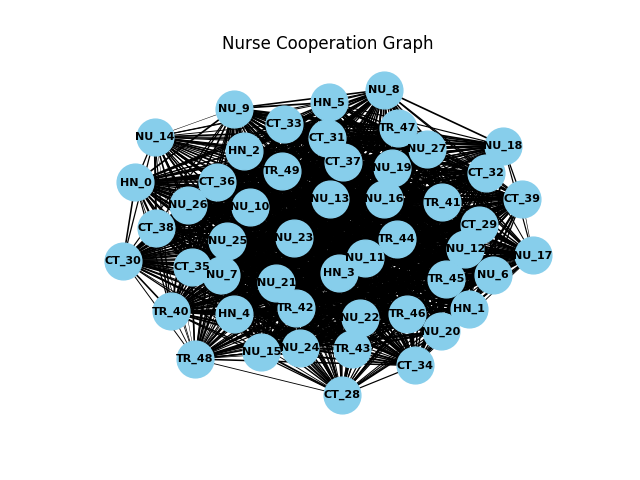 Nurse Cooperation Graph
NU_8
HN_5
NU_9
CT_33
TR_47
NU_14
CT_31
NU_18
NU_27
HN_2
CT_37
NU_19
TR_49
CT_32
HN_0
CT_36
NU_13
NU_16
CT_39
TR_41
NU_26
NU_10
CT_29
CT_38
NU_23
TR_44
NU_25
NU_12
NU_17
NU_11
CT_30
CT_35
HN_3
NU_7
NU_6
TR_45
NU_21
TR_42
HN_1
TR_40
HN_4
TR_46
NU_22
NU_20
TR_43
NU_24
NU_15
TR_48
CT_34
CT_28